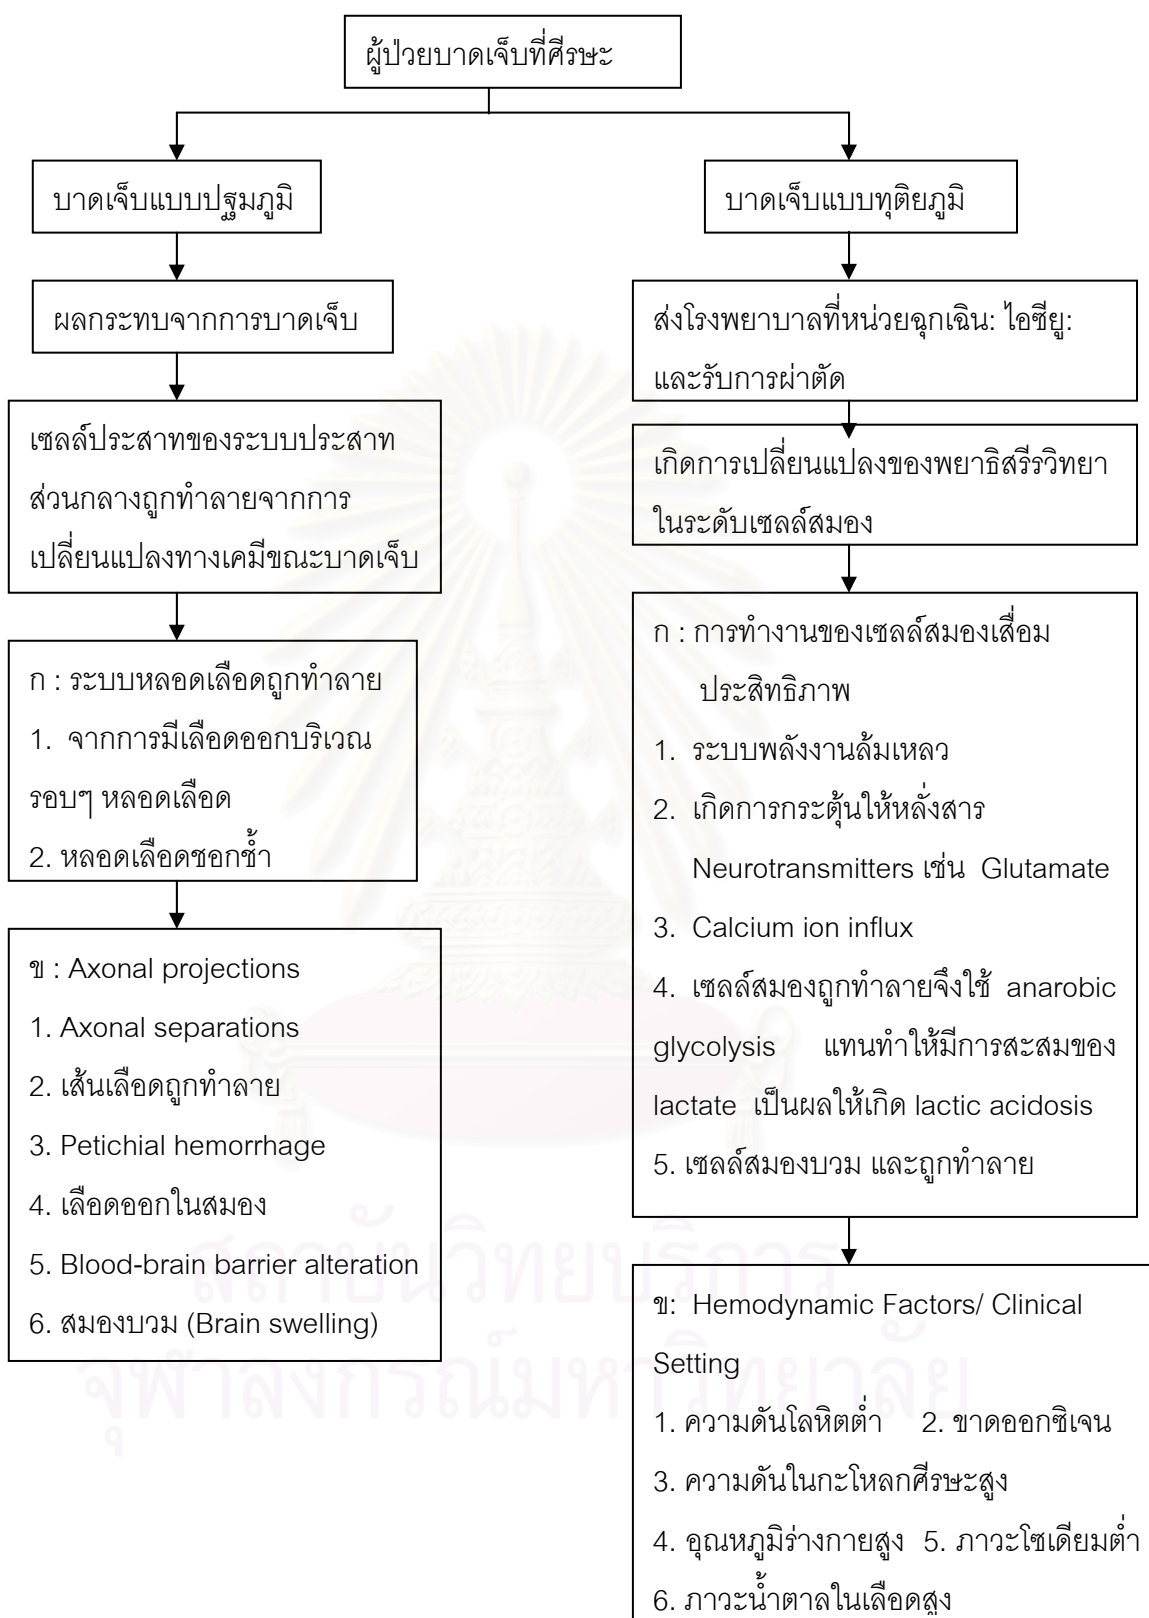 ผู้ป่วยบาดเจ็บที่ศีรษะ
บาดเจ็บแบบปฐมภูมิ
ผลกระทบจากการบาดเจ็บ
เซลล์ประสาทของระบบประสาท
ส่วนกลางถูกทำลายจากการ
เปลี่ยนแปลงทางเคมีขณะบาดเจ็บ
ก : ระบบหลอดเลือดถูกทำลาย
1. จากการมีเลือดออกบริเวณ
รอบๆ หลอดเลือด
2. หลอดเลือดชอกช้ำ
ข : Axonal projections
1. Axonal separations
2. เส้นเลือดถูกทำลาย
3. Petichial hemorrhage
4. เลือดออกในสมอง
5. Blood-brain barrier alteration
6. สมองบวม (Brain swelling)
บาดเจ็บแบบทุติยภูมิ
ส่งโรงพยาบาลที่หน่วยฉุกเฉิน: ไอซียู:
และรับการผ่าตัด
เกิดการเปลี่ยนแปลงของพยาธิสรีรวิทยา
ในระดับเซลล์สมอง
ก : การทำงานของเซลล์สมองเสื่อม
ประสิทธิภาพ
1. ระบบพลังงานล้มเหลว
2. เกิดการกระตุ้นให้หลั่งสาร
Neurotransmitters เช่น Glutamate
3. Calcium ion influx
4. เซลล์สมองถูกทำลายจึงใช้ anarobic
glycolysis แทนทำให้มีการสะสมของ
lactate เป็นผลให้เกิด lactic acidosis
5. เซลล์สมองบวม และถูกทำลาย
ข: Hemodynamic Factors/ Clinical
Setting
1. ความดันโลหิตต่ำ 2. ขาดออกซิเจน
3. ความดันในกะโหลกศีรษะสูง
4. อุณหภูมิร่างกายสูง 5. ภาวะโซเดียมต่ำ
6. ภาวะน้ำตาลในเลือดสูง
สถาบันวิทยบริการ
จุฬาลงกรณ์มหาวิทยาลัย